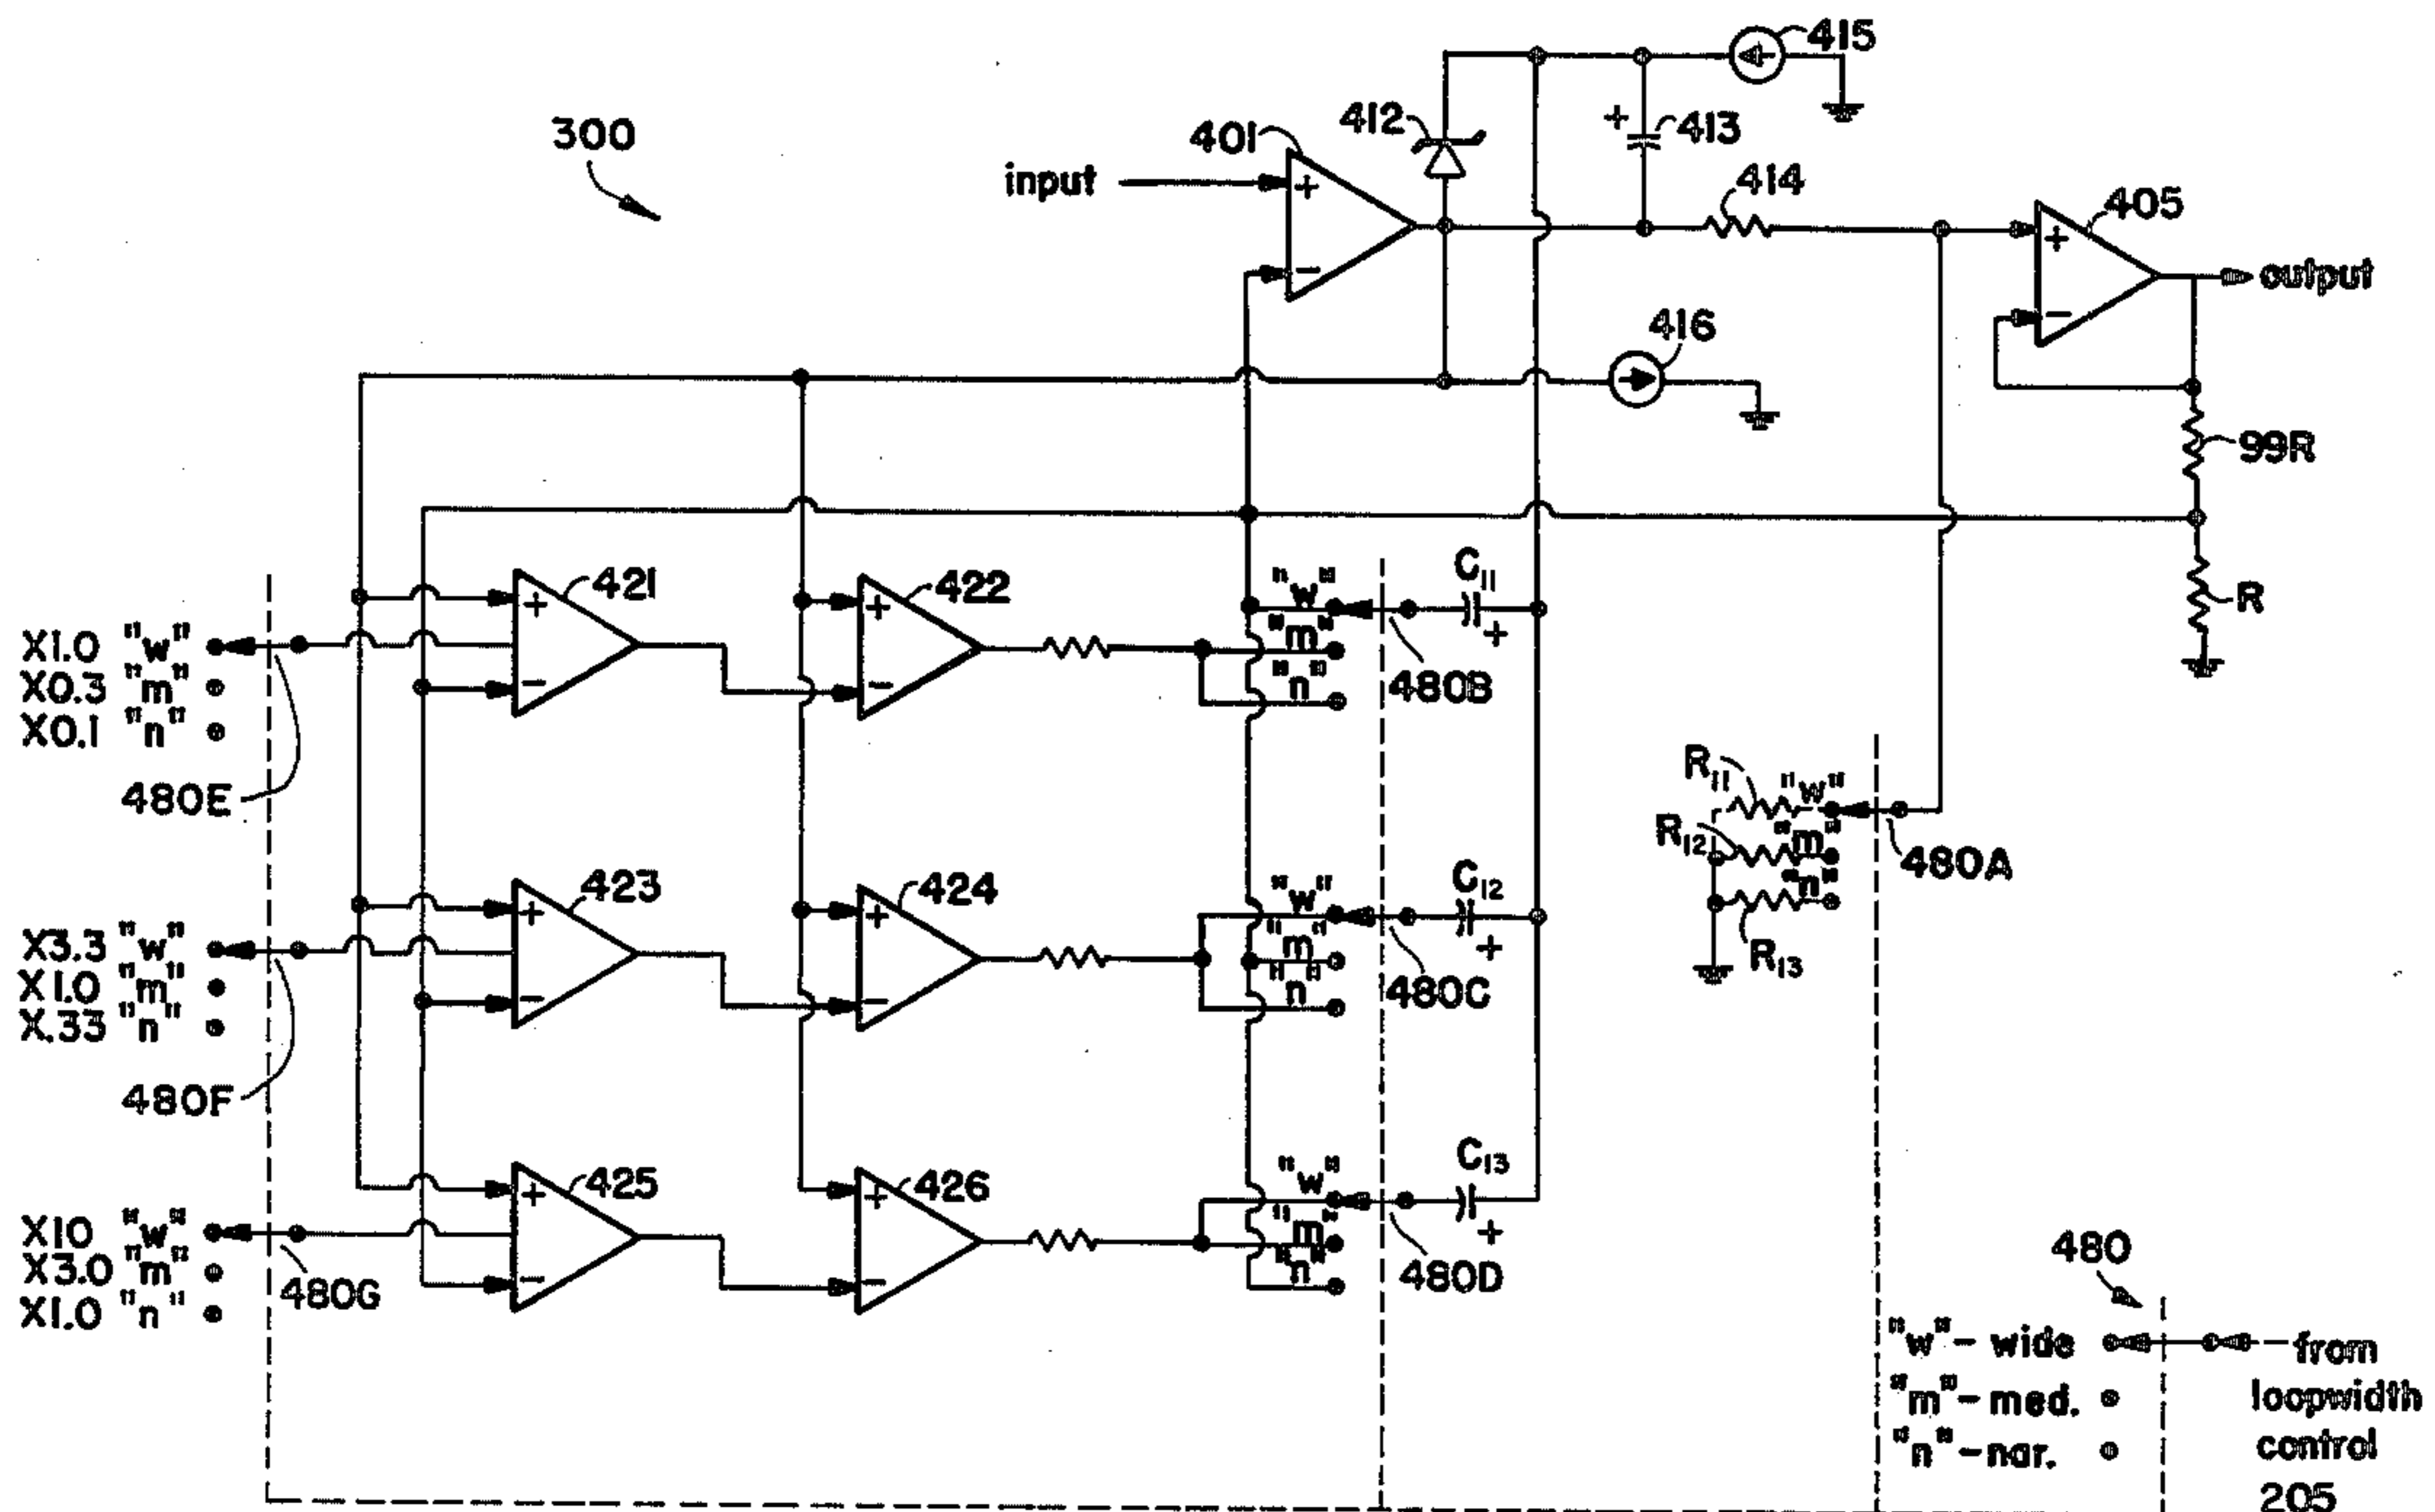 415
300
401
412
+
413
input
+
414
405
+
output
−
−
416
99R
R
421
422
"w"
C11
+
+
"m"
+
X1.0 "w"
X0.3 "m"
"n"
480B
−
−
X0.1 "n"
480E
R11
"w"
R12
"m"
480A
"n"
R13
423
424
"w"
C12
+
+
"m"
+
X3.3 "w"
X1.0 "m"
"n"
480C
−
−
X.33 "n"
480F
425
426
"w"
C13
+
+
"m"
+
X10 "w"
X3.0 "m"
"n"
480D
−
−
X1.0 "n"
480G
480
"w"- wide
from
"m"- med.
loopwidth
"n"-nar.
control
205